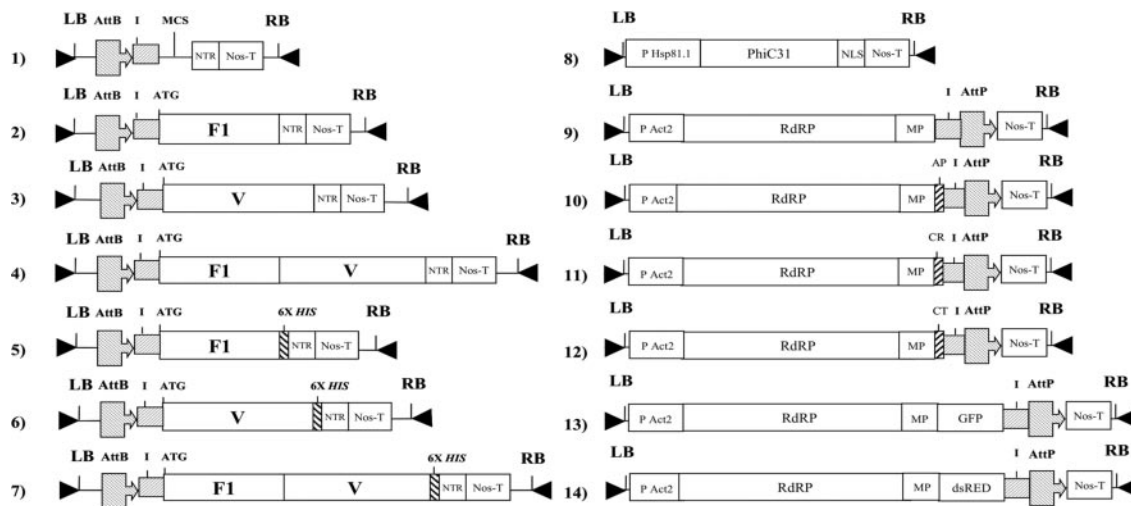 LB AttB I MCS RB
1) NTR Nos-T
LB AttB I ATG RB
2) F1 NTR Nos-T
LB AttB I ATG RB
3) V NTR Nos-T
LB AttB I ATG RB
4) F1 V NTR Nos-T
LB AttB I ATG 6X HIS RB
5) F1 NTR Nos-T
LB AttB I ATG 6X HIS RB
6) V NTR Nos-T
LB AttB I ATG 6X HIS RB
7) F1 V NTR Nos-T
LB RB
8) P Hsp81.1 PhiC31 NLS Nos-T
LB I AttP RB
9) P Act2 RdRP MP Nos-T
LB AP I AttP RB
10) P Act2 RdRP MP Nos-T
LB CR I AttP RB
11) P Act2 RdRP MP Nos-T
LB CT I AttP RB
12) P Act2 RdRP MP Nos-T
LB I AttP RB
13) P Act2 RdRP MP GFP Nos-T
LB I AttP RB
14) P Act2 RdRP MP dsRED Nos-T